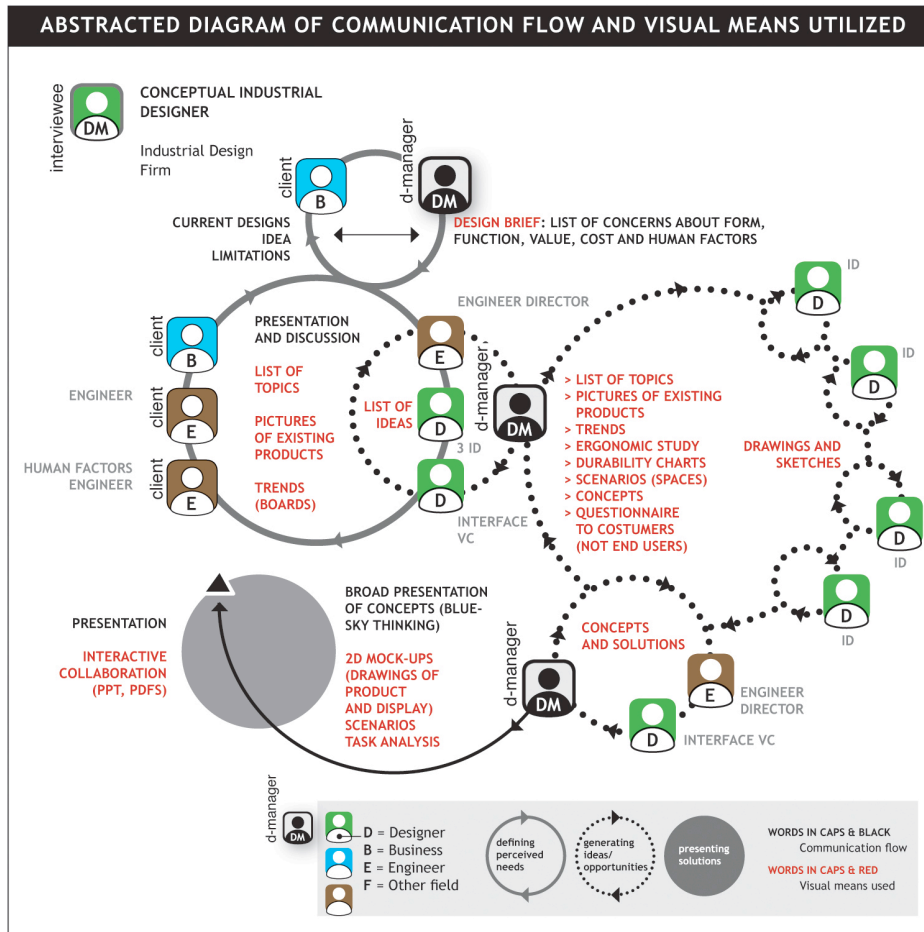 ABSTRACTED DIAGRAM OF COMMUNICATION FLOW AND VISUAL MEANS UTILIZED
interviewee
DM
CONCEPTUAL INDUSTRIAL
DESIGNER
Industrial Design
Firm
client
B
d-manager
DM
CURRENT DESIGNS
IDEA
LIMITATIONS
DESIGN BRIEF: LIST OF CONCERNS ABOUT FORM,
FUNCTION, VALUE, COST AND HUMAN FACTORS
client
B
ENGINEER
client
E
HUMAN FACTORS
ENGINEER
client
E
PRESENTATION
AND DISCUSSION
LIST OF
TOPICS
PICTURES
OF EXISTING
PRODUCTS
TRENDS
(BOARDS)
ENGINEER DIRECTOR
E
LIST OF
IDEAS
D
3 ID
D
INTERFACE
VC
d-manager
DM
> LIST OF TOPICS
> PICTURES OF EXISTING
PRODUCTS
> TRENDS
> ERGONOMIC STUDY
> DURABILITY CHARTS
> SCENARIOS (SPACES)
> CONCEPTS
> QUESTIONNAIRE
TO COSTUMERS
(NOT END USERS)
ID
D
ID
D
DRAWINGS AND
SKETCHES
D
ID
D
ID
CONCEPTS
AND SOLUTIONS
d-manager
DM
E
ENGINEER
DIRECTOR
D
INTERFACE VC
PRESENTATION
INTERACTIVE
COLLABORATION
(PPT, PDFS)
BROAD PRESENTATION
OF CONCEPTS (BLUE-
SKY THINKING)
2D MOCK-UPS
(DRAWINGS OF
PRODUCT
AND DISPLAY)
SCENARIOS
TASK ANALYSIS
d-manager
DM
D = Designer
B = Business
E = Engineer
F = Other field
defining
perceived
needs
generating
ideas/
opportunities
presenting
solutions
WORDS IN CAPS & BLACK
Communication flow
WORDS IN CAPS & RED
Visual means used